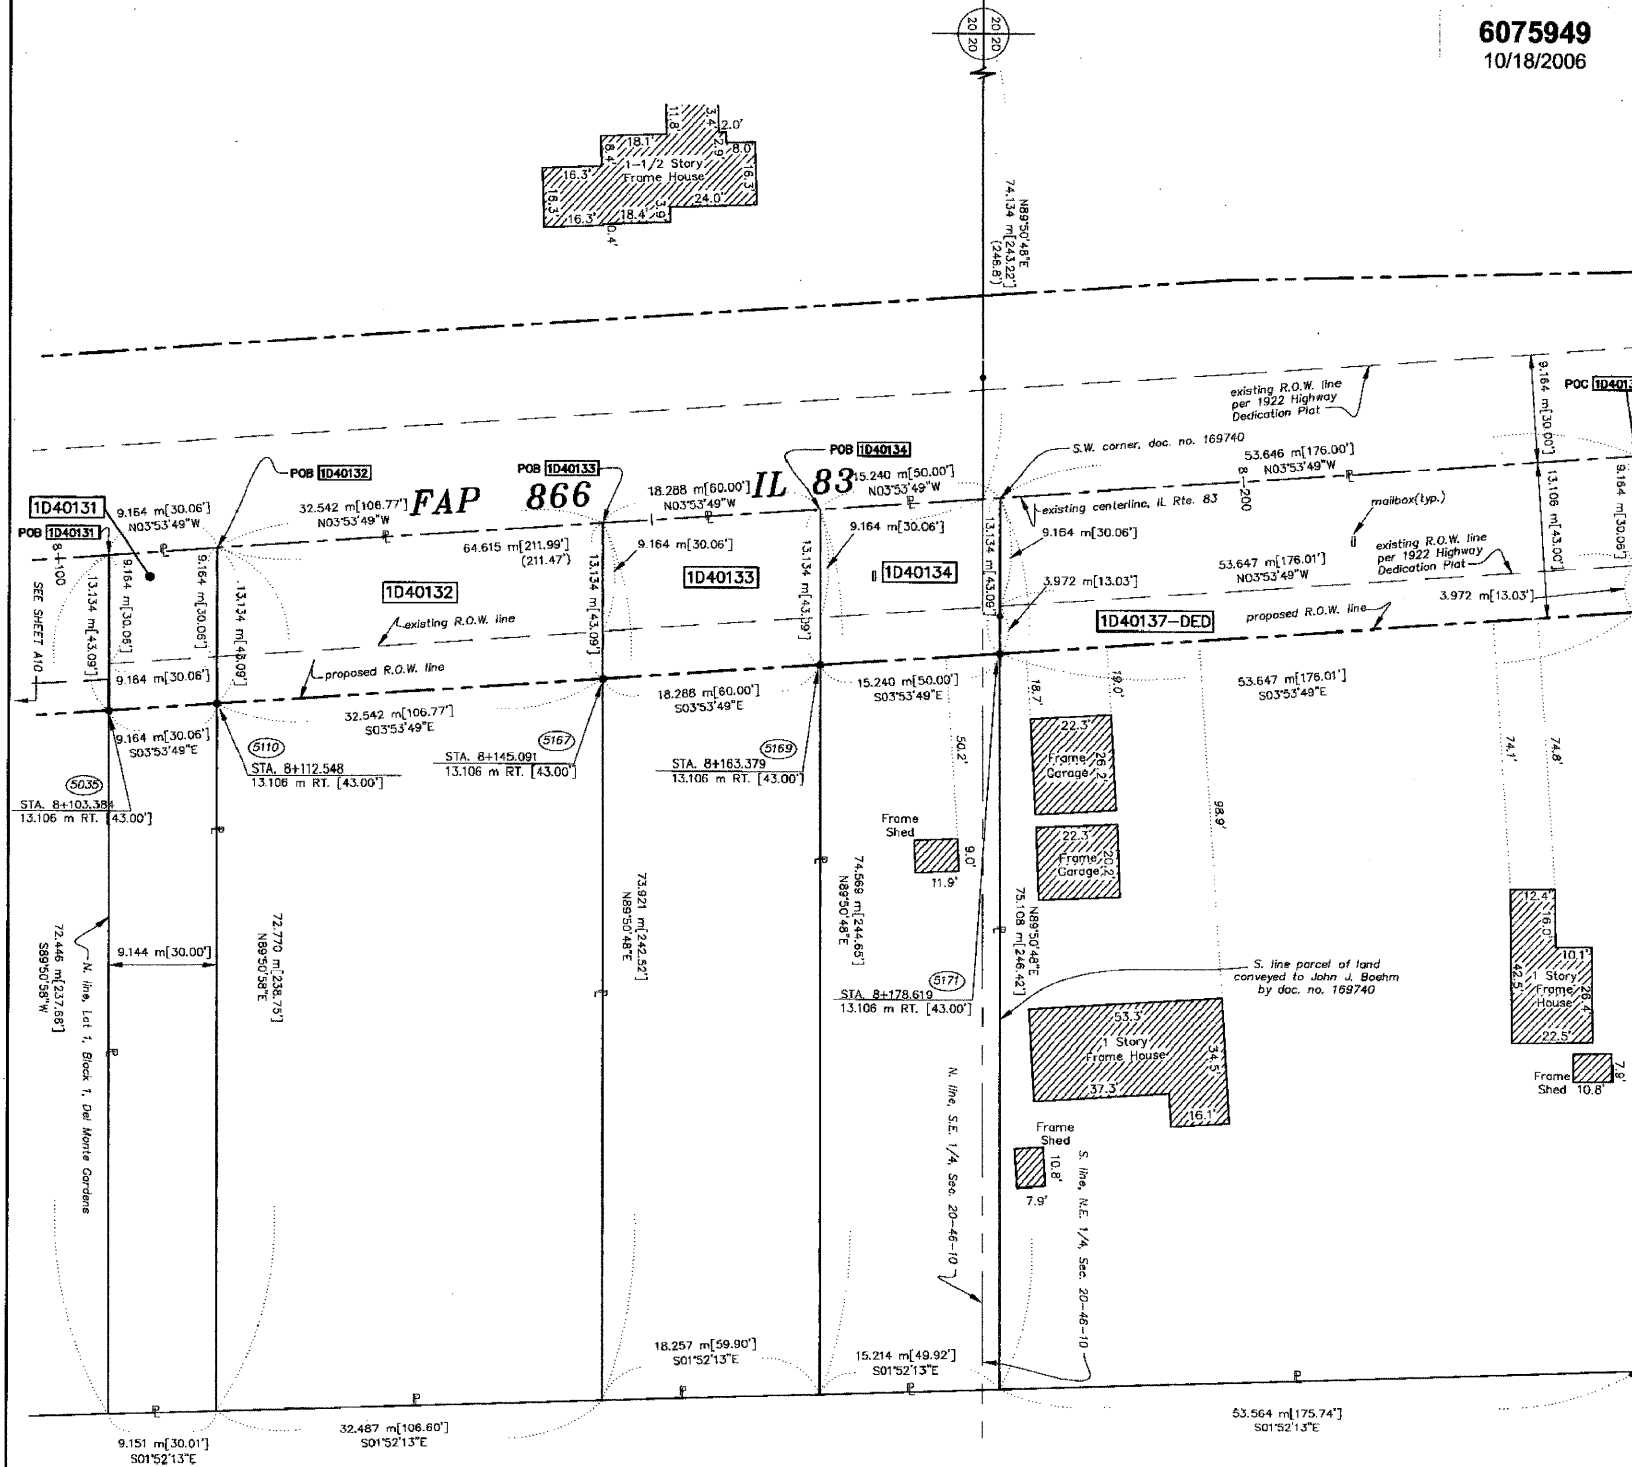 6075949
10/18/2006
20 20
20 20
11.8'
3.4'
2.0'
18.1'
2.9'
8.0'
8.4'
1-1/2 Story
Frame House
16.3'
16.3'
16.3'
24.0'
3.9'
16.3'
18.4'
0.4'
N89°50'48"E
74.134 m[243.22']
(246.8')
existing R.O.W. line
per 1922 Highway
Dedication Plat
9.164 m[30.00']
POC 1D4013
S.W. corner, doc. no. 169740
53.646 m[176.00']
N03°53'49"W
8+200
13.106 m[43.00']
9.164 m[30.06']
POB 1D40132
POB 1D40133
POB 1D40134
1D40131
9.164 m[30.06']
N03°53'49"W
32.542 m[106.77']
N03°53'49"W
FAP 866
18.288 m[60.00']
N03°53'49"W
IL 83
15.240 m[50.00']
N03°53'49"W
existing centerline, IL Rte. 83
mailbox(typ.)
POB 1D40131
8+100
64.615 m[211.99']
(211.47')
9.164 m[30.06']
9.164 m[30.06']
9.164 m[30.06']
existing R.O.W. line
per 1922 Highway
Dedication Plat
SEE SHEET A10
13.134 m[43.09']
9.164 m[30.06']
9.164 m[30.06']
13.134 m[43.09']
13.134 m[43.09']
13.134 m[43.09']
13.134 m[43.09']
1D40132
1D40133
1D40134
3.972 m[13.03']
53.647 m[176.01']
N03°53'49"W
3.972 m[13.03']
existing R.O.W. line
1D40137-DED
proposed R.O.W. line
proposed R.O.W. line
9.164 m[30.06']
32.542 m[106.77']
S03°53'49"E
18.288 m[60.00']
S03°53'49"E
15.240 m[50.00']
S03°53'49"E
53.647 m[176.01']
S03°53'49"E
9.164 m[30.06']
S03°53'49"E
5110
STA. 8+112.548
13.106 m RT. [43.00']
5167
STA. 8+145.091
13.106 m RT. [43.00']
5169
STA. 8+163.379
13.106 m RT. [43.00']
5035
STA. 8+103.384
13.106 m RT. [43.00']
18.7'
19.0'
50.2'
22.3'
Frame
Garage
26.2'
74.1'
74.8'
98.9'
Frame
Shed
9.0'
11.9'
22.3'
Frame
Garage
20.2'
72.446 m[237.68']
S89°50'58"W
N. line, Lot 1, Block 1, Del Monte Gardens
9.144 m[30.00']
72.770 m[238.75']
N89°50'58"E
73.921 m[242.52']
N89°50'48"E
74.569 m[244.65']
N89°50'48"E
N89°50'48"E
75.108 m[246.42']
5171
STA. 8+178.619
13.106 m RT. [43.00']
S. line parcel of land
conveyed to John J. Boehm
by doc. no. 169740
12.4'
16.0'
10.1'
42.5'
1 Story
Frame
House
26.4'
22.5'
53.3'
1 Story
Frame House
34.5'
37.3'
16.1'
Frame
Shed 10.8'
7.9'
Frame
Shed
10.8'
7.9'
N. line, S.E. 1/4, Sec. 20-46-10
S. line, N.E. 1/4, Sec. 20-46-10
18.257 m[59.90']
S01°52'13"E
15.214 m[49.92']
S01°52'13"E
53.564 m[175.74']
S01°52'13"E
32.487 m[106.60']
S01°52'13"E
9.151 m[30.01']
S01°52'13"E